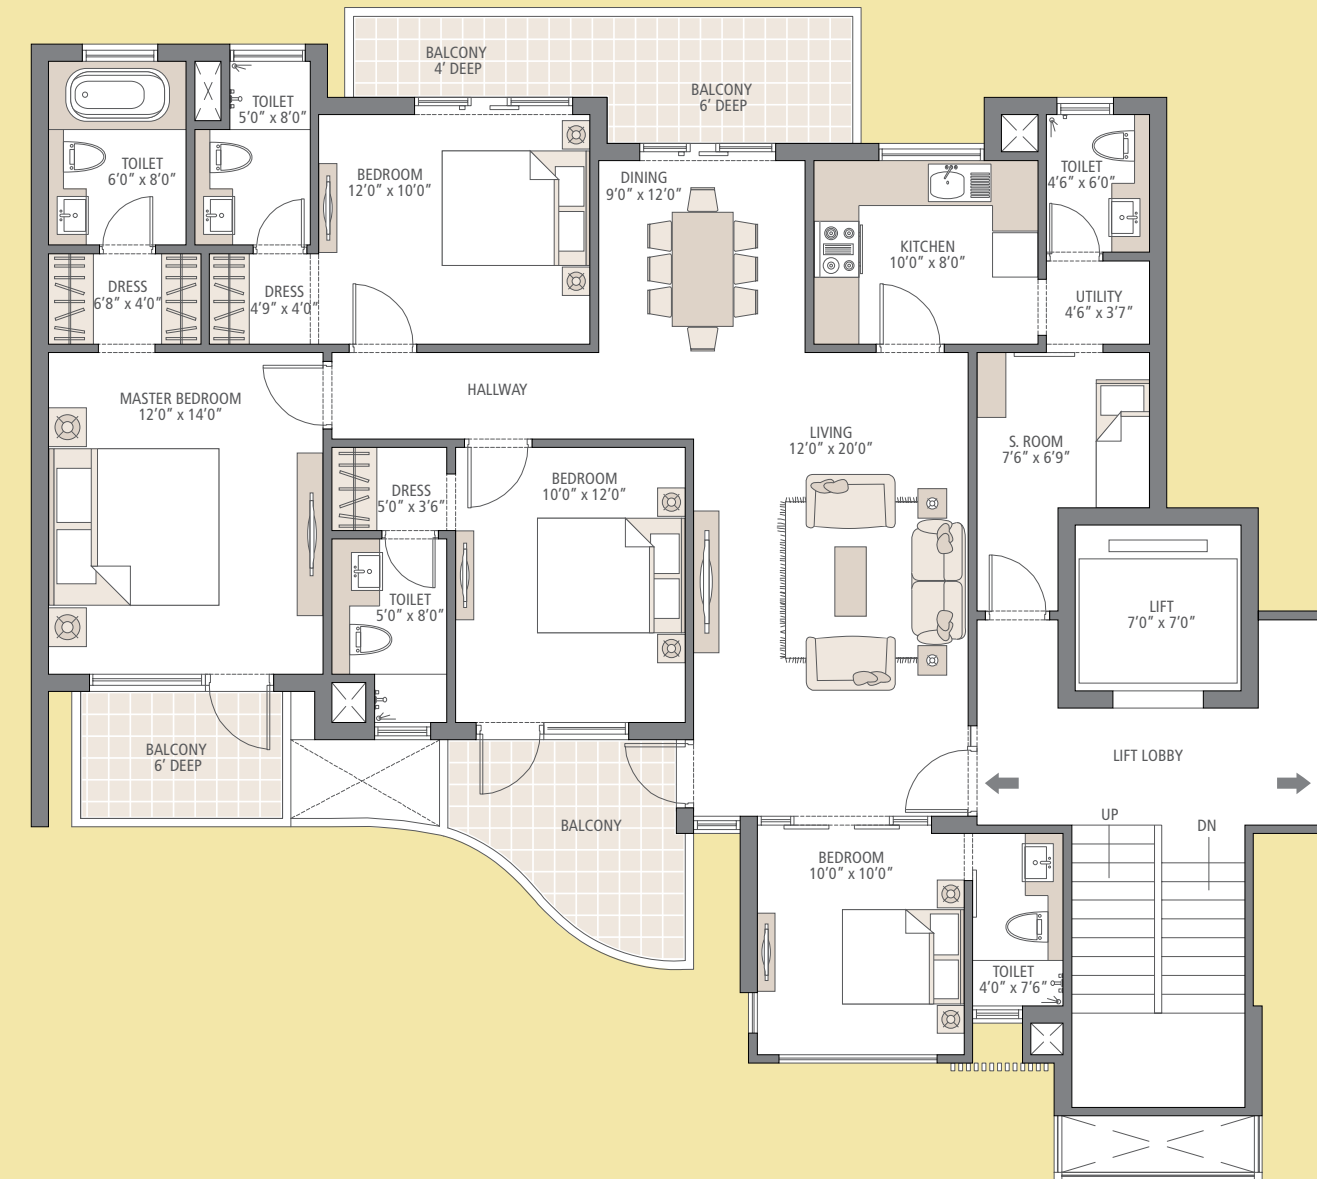 BALCONY
4' DEEP
BALCONY
6' DEEP
TOILET
5'0" x 8'0"
TOILET
6'0" x 8'0"
BEDROOM
12'0" x 10'0"
DINING
9'0" x 12'0"
TOILET
4'6" x 6'0"
KITCHEN
10'0" x 8'0"
DRESS
6'8" x 4'0"
DRESS
4'9" x 4'0"
UTILITY
4'6" x 3'7"
MASTER BEDROOM
12'0" x 14'0"
HALLWAY
LIVING
12'0" x 20'0"
S. ROOM
7'6" x 6'9"
DRESS
5'0" x 3'6"
BEDROOM
10'0" x 12'0"
TOILET
5'0" x 8'0"
LIFT
7'0" x 7'0"
BALCONY
6' DEEP
LIFT LOBBY
BALCONY
UP
DN
BEDROOM
10'0" x 10'0"
TOILET
4'0" x 7'6"